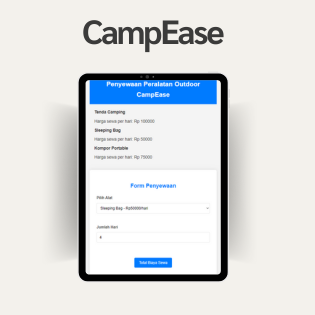 CampEase
Penyewaan Peralatan Outdoor
CampEase
Tenda Camping
Harga sewa per hari: Rp 100000
Sleeping Bag
Harga sewa per hari: Rp 50000
Kompor Portable
Harga sewa per hari: Rp 75000
Form Penyewaan
Pilih Alat:
Sleeping Bag - Rp50000/hari
Jumlah Hari:
Total Biaya Sewa